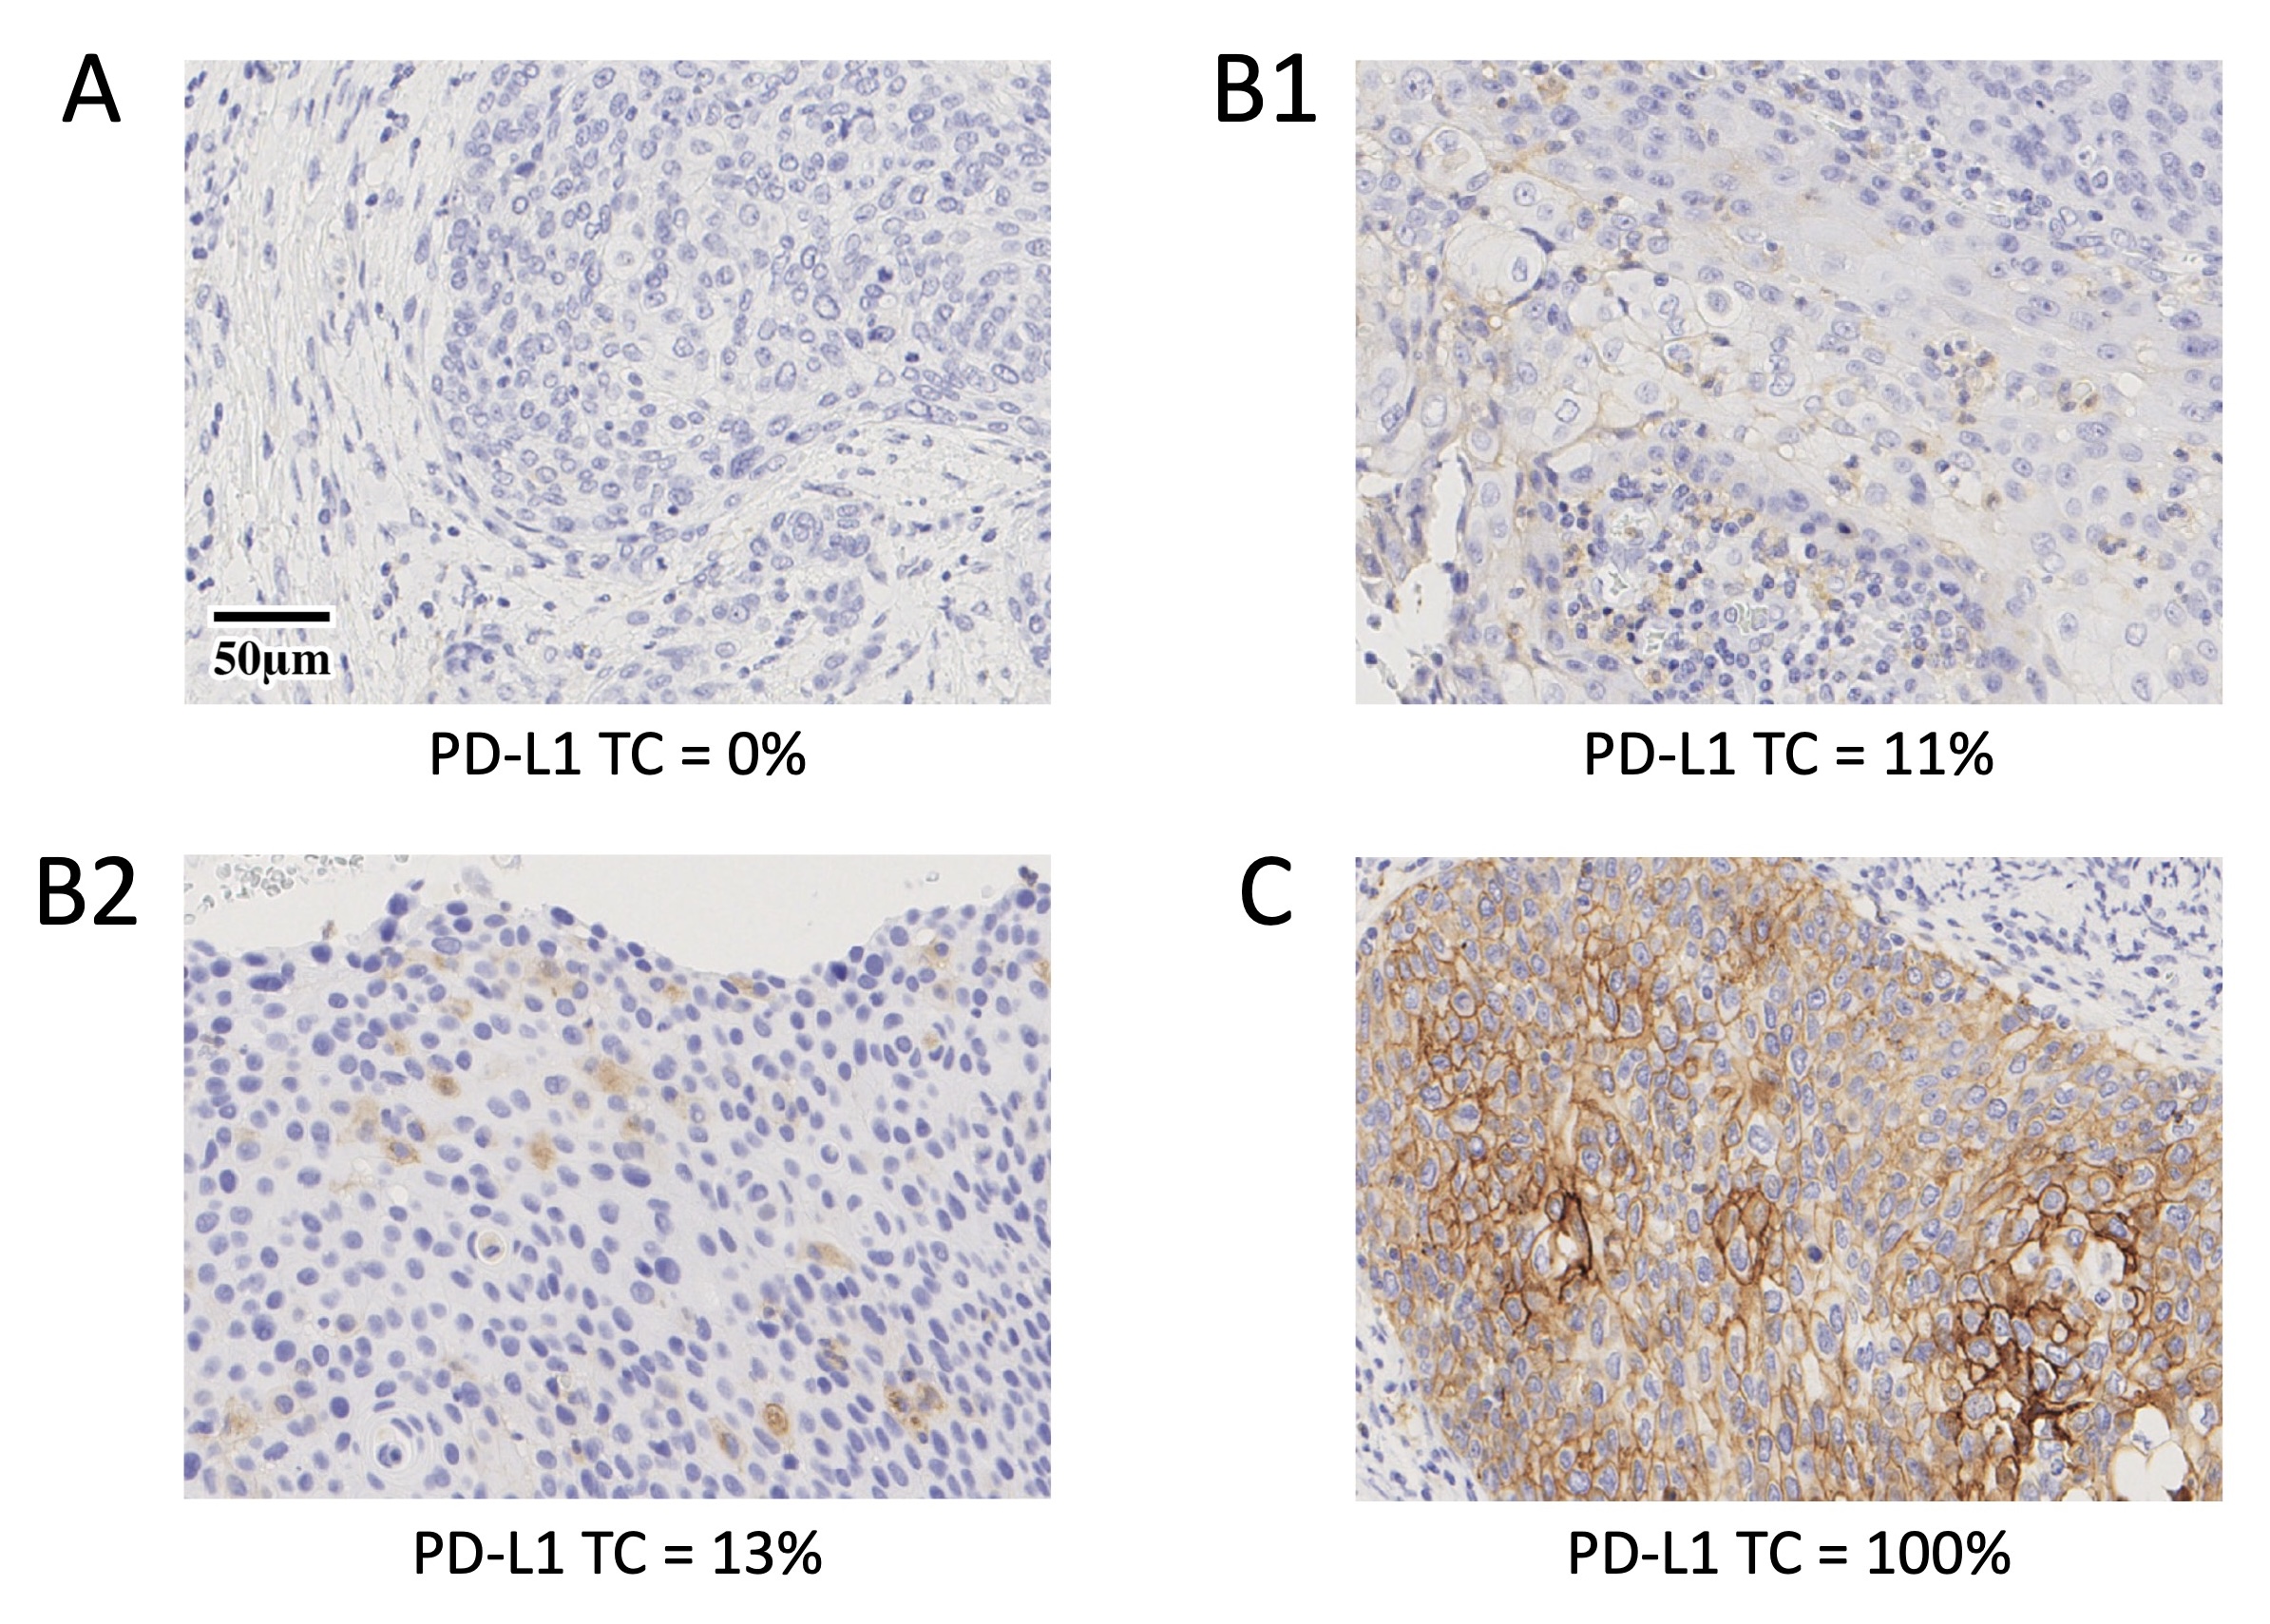 A
B1
50μm
PD-L1 TC = 0%
PD-L1 TC = 11%
B2
C
PD-L1 TC = 13%
PD-L1 TC = 100%